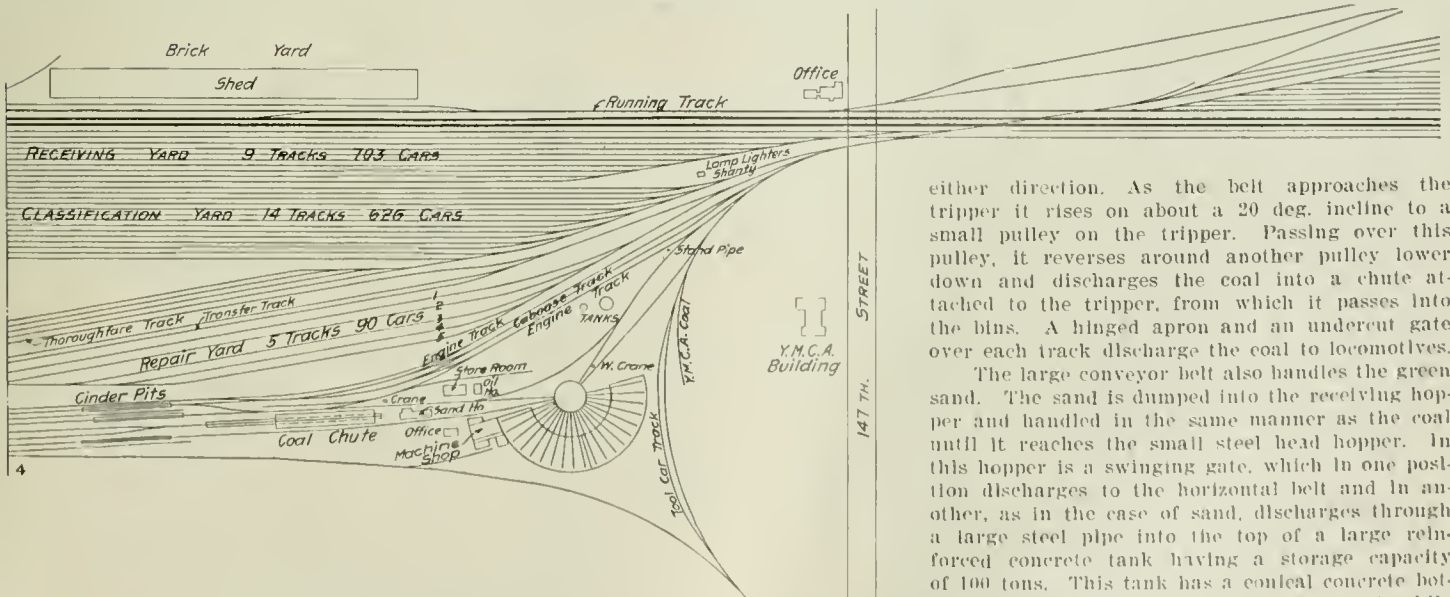 Brick Yard
Shed
Office
Running Track
RECEIVING YARD 9 TRACKS 793 CARS
Lamp Lighters
Shanty
CLASSIFICATION YARD 14 TRACKS 626 CARS
Stand Pipe
Thoroughfare Track
Transfer Track
1
2
3
4
5
Repair Yard 5 Tracks 90 Cars
Engine Track
Caboose Track
Engine Track
TANKS
Y.M.C.A. Coal
Y.M.C.A.
Building
147 TH. STREET
Store Room
Oil
Ho.
W. Crane
Cinder Pits
Crane
Sand Ho.
Coal Chute
Office
Machine
Shop
Tool Car Track
4
either direction. As the belt approaches the
tripper it rises on about a 20 deg. incline to a
small pulley on the tripper. Passing over this
pulley, it reverses around another pulley lower
down and discharges the coal into a chute at-
tached to the tripper, from which it passes into
the bins. A hinged apron and an undercut gate
over each track discharge the coal to locomotives.
The large conveyor belt also handles the green
sand. The sand is dumped into the receiving hop-
per and handled in the same manner as the coal
until it reaches the small steel head hopper. In
this hopper is a swinging gate, which in one posi-
tion discharges to the horizontal belt and in an-
other, as in the case of sand, discharges through
a large steel pipe into the top of a large rein-
forced concrete tank having a storage capacity
of 100 tons. This tank has a conical concrete bot-